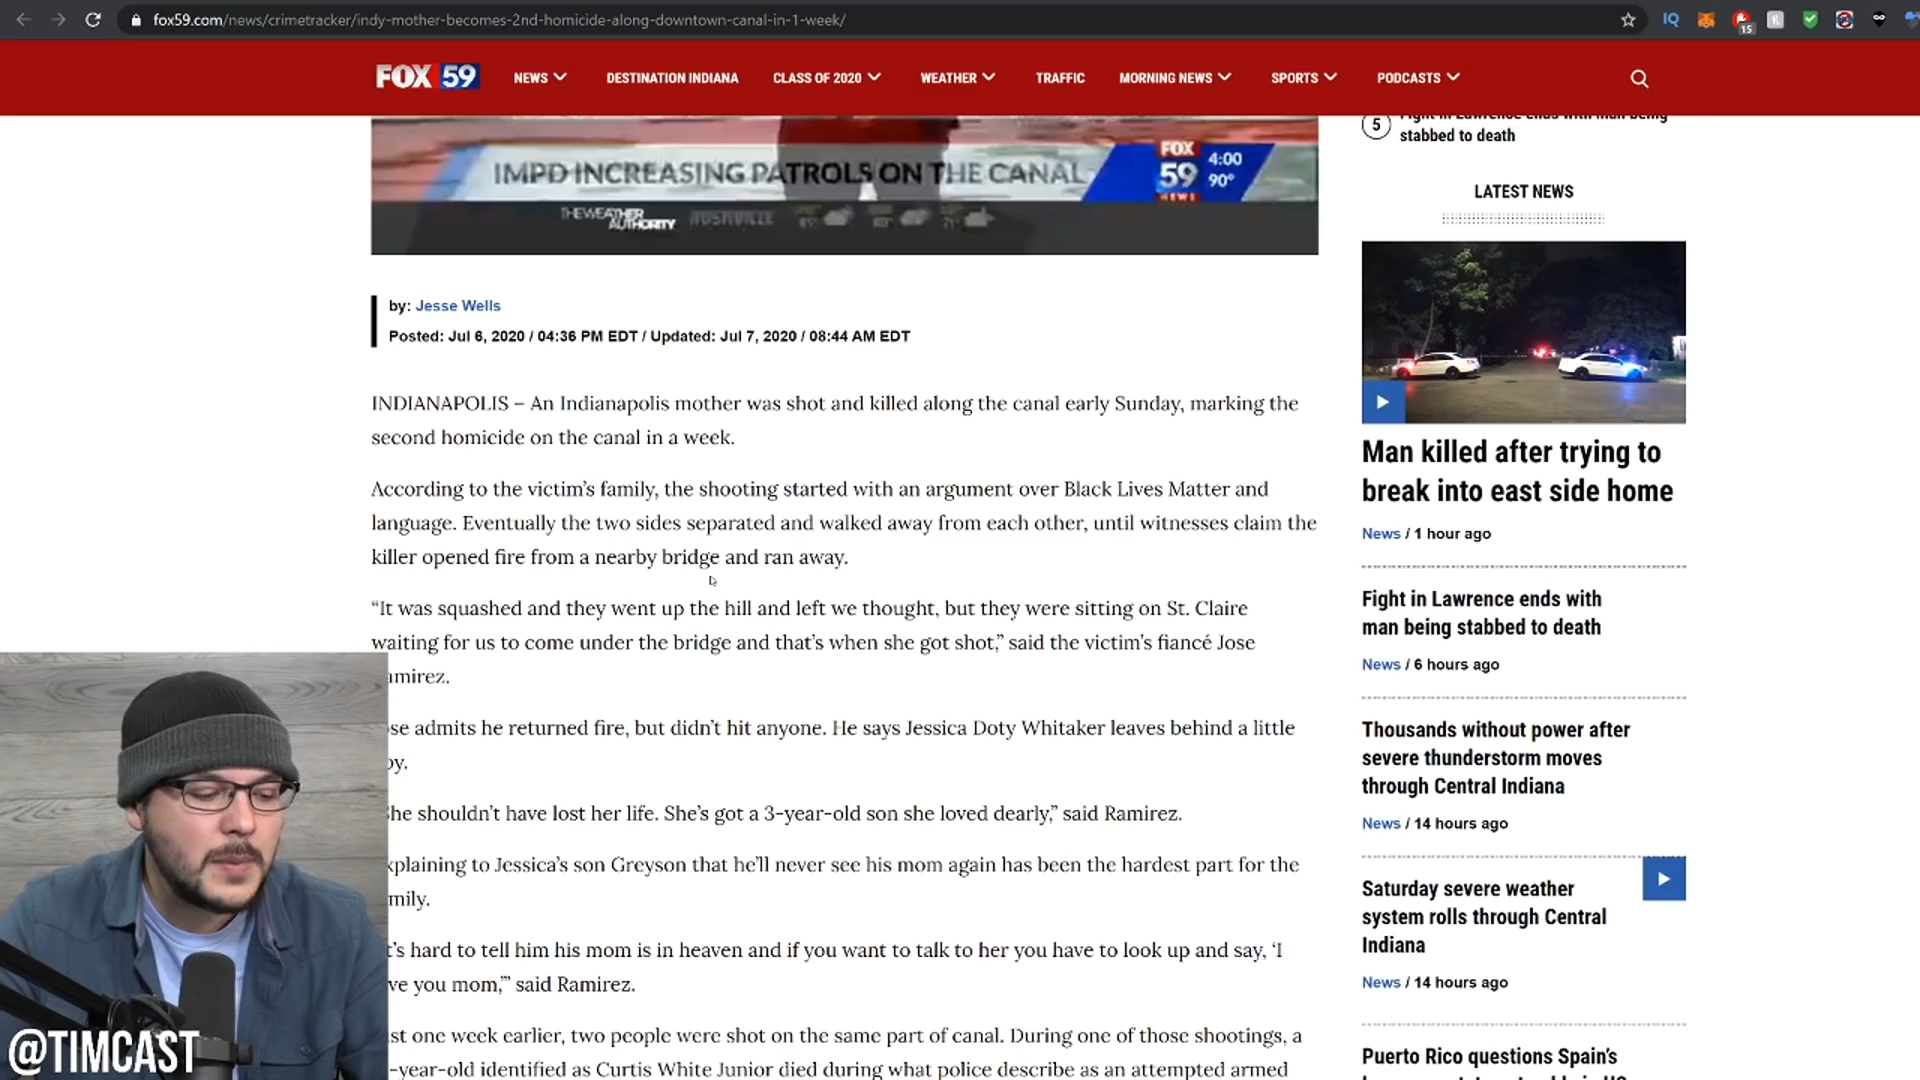 fox59.com/news/crimetracker/indy-mother-becomes-2nd-homicide-along-downtown-canal-in-1-week/
IQ
15
FOX 59
NEWS
DESTINATION INDIANA
CLASS OF 2020
WEATHER
TRAFFIC
MORNING NEWS
SPORTS
PODCASTS
IMPD INCREASING PATROLS ON THE CANAL
FOX
59
NEWS
4:00
90°
THE WEATHER
AUTHORITY
RUSHVILLE
by: Jesse Wells
Posted: Jul 6, 2020 / 04:36 PM EDT / Updated: Jul 7, 2020 / 08:44 AM EDT
INDIANAPOLIS – An Indianapolis mother was shot and killed along the canal early Sunday, marking the
second homicide on the canal in a week.
According to the victim’s family, the shooting started with an argument over Black Lives Matter and
language. Eventually the two sides separated and walked away from each other, until witnesses claim the
killer opened fire from a nearby bridge and ran away.
“It was squashed and they went up the hill and left we thought, but they were sitting on St. Claire
waiting for us to come under the bridge and that’s when she got shot,” said the victim’s fiancé Jose
amirez.
se admits he returned fire, but didn’t hit anyone. He says Jessica Doty Whitaker leaves behind a little
oy.
he shouldn’t have lost her life. She’s got a 3-year-old son she loved dearly,” said Ramirez.
xplaining to Jessica’s son Greyson that he’ll never see his mom again has been the hardest part for the
mily.
t’s hard to tell him his mom is in heaven and if you want to talk to her you have to look up and say, ‘I
ve you mom,’” said Ramirez.
st one week earlier, two people were shot on the same part of canal. During one of those shootings, a
-year-old identified as Curtis White Junior died during what police describe as an attempted armed
5
Fight in Lawrence ends with man being
stabbed to death
LATEST NEWS
Man killed after trying to
break into east side home
News / 1 hour ago
Fight in Lawrence ends with
man being stabbed to death
News / 6 hours ago
Thousands without power after
severe thunderstorm moves
through Central Indiana
News / 14 hours ago
Saturday severe weather
system rolls through Central
Indiana
News / 14 hours ago
Puerto Rico questions Spain’s
@TIMCAST